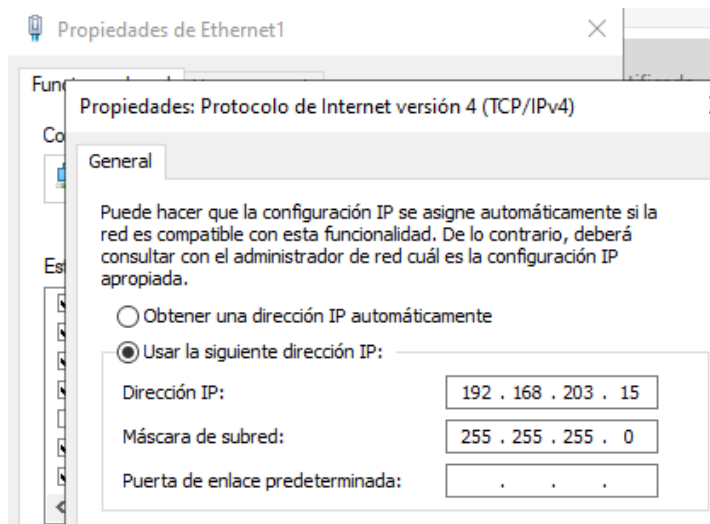 Propiedades de Ethernet1
Propiedades: Protocolo de Internet versión 4 (TCP/IPv4)
General
Puede hacer que la configuración IP se asigne automáticamente si la
red es compatible con esta funcionalidad. De lo contrario, deberá
consultar con el administrador de red cuál es la configuración IP
apropiada.
Obtener una dirección IP automáticamente
Usar la siguiente dirección IP:
Dirección IP: 192 . 168 . 203 . 15
Máscara de subred: 255 . 255 . 255 . 0
Puerta de enlace predeterminada: . . .